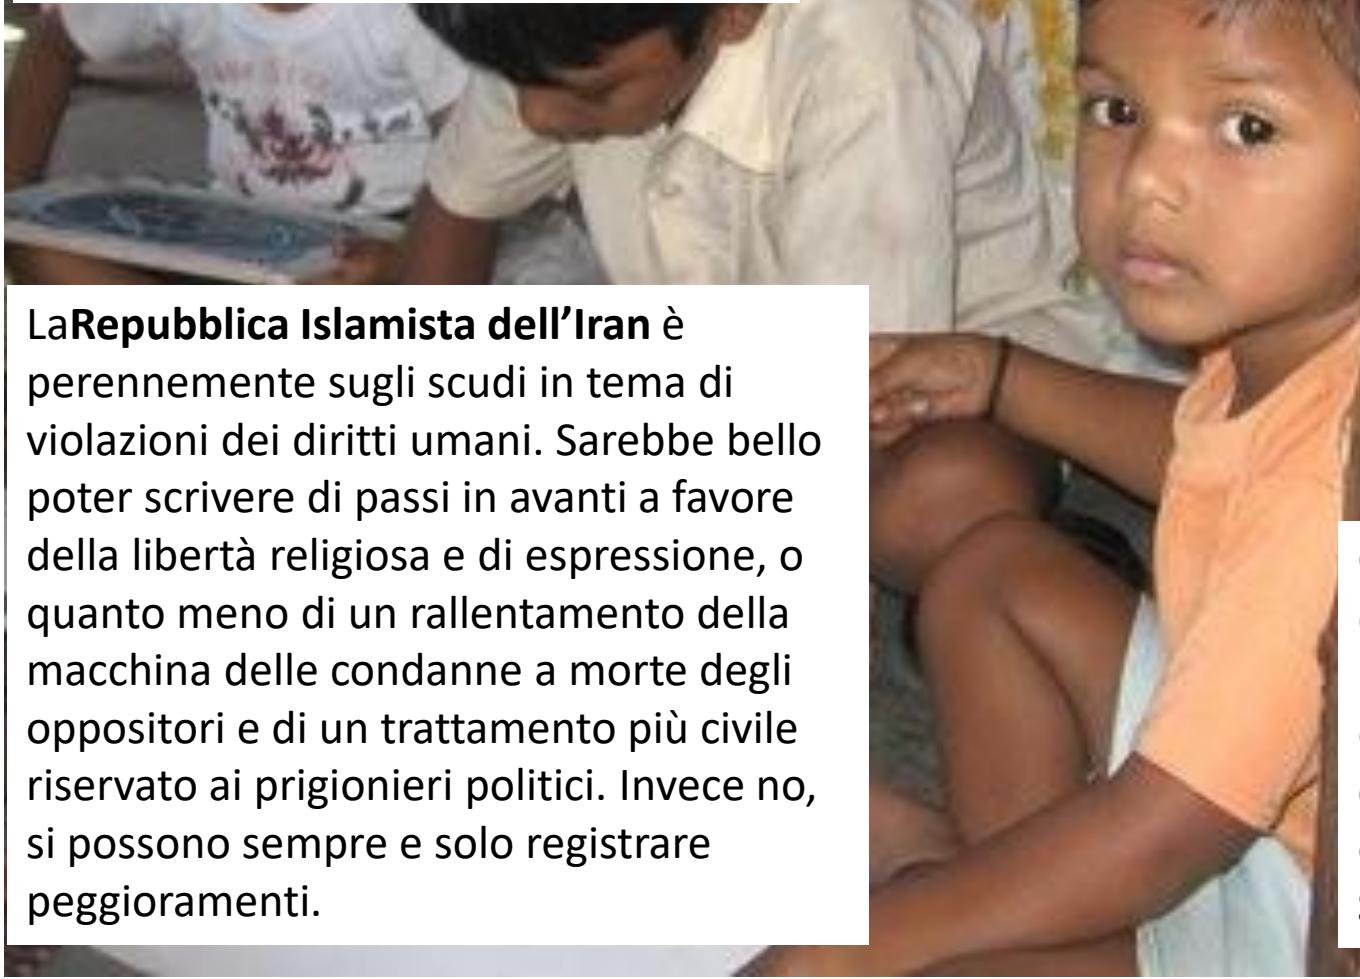 LaRepubblica Islamista dell’Iran è
perennemente sugli scudi in tema di
violazioni dei diritti umani. Sarebbe bello
poter scrivere di passi in avanti a favore
della libertà religiosa e di espressione, o
quanto meno di un rallentamento della
macchina delle condanne a morte degli
oppositori e di un trattamento più civile
riservato ai prigionieri politici. Invece no,
si possono sempre e solo registrare
peggioramenti.